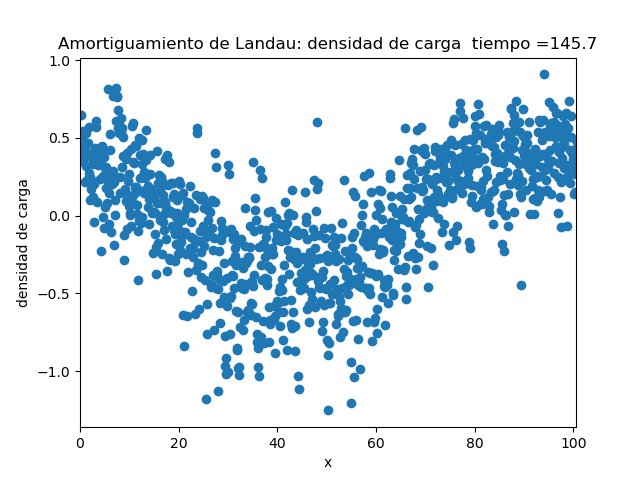 Amortiguamiento de Landau: densidad de carga  tiempo =145.7
1.0
0.5
0.0
−0.5
−1.0
densidad de carga
0 20 40 60 80 100
x